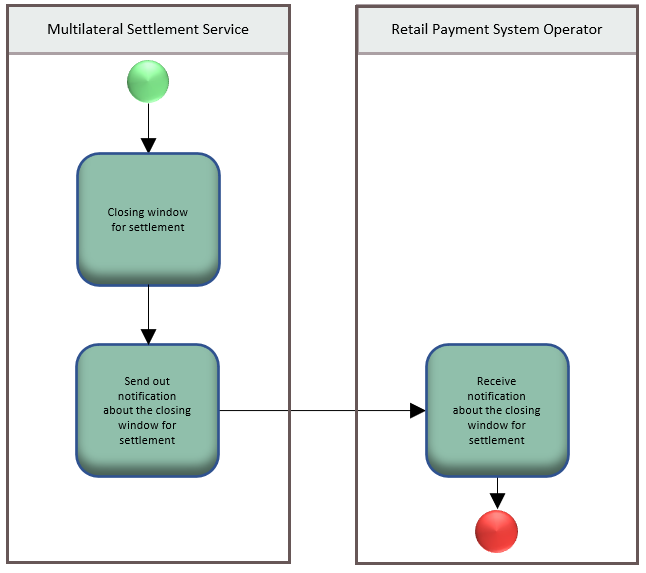 Multilateral Settlement Service
Retail Payment System Operator
Closing window
for settlement
Send out
notification
about the closing
window for
settlement
Receive
notification
about the closing
window for
settlement